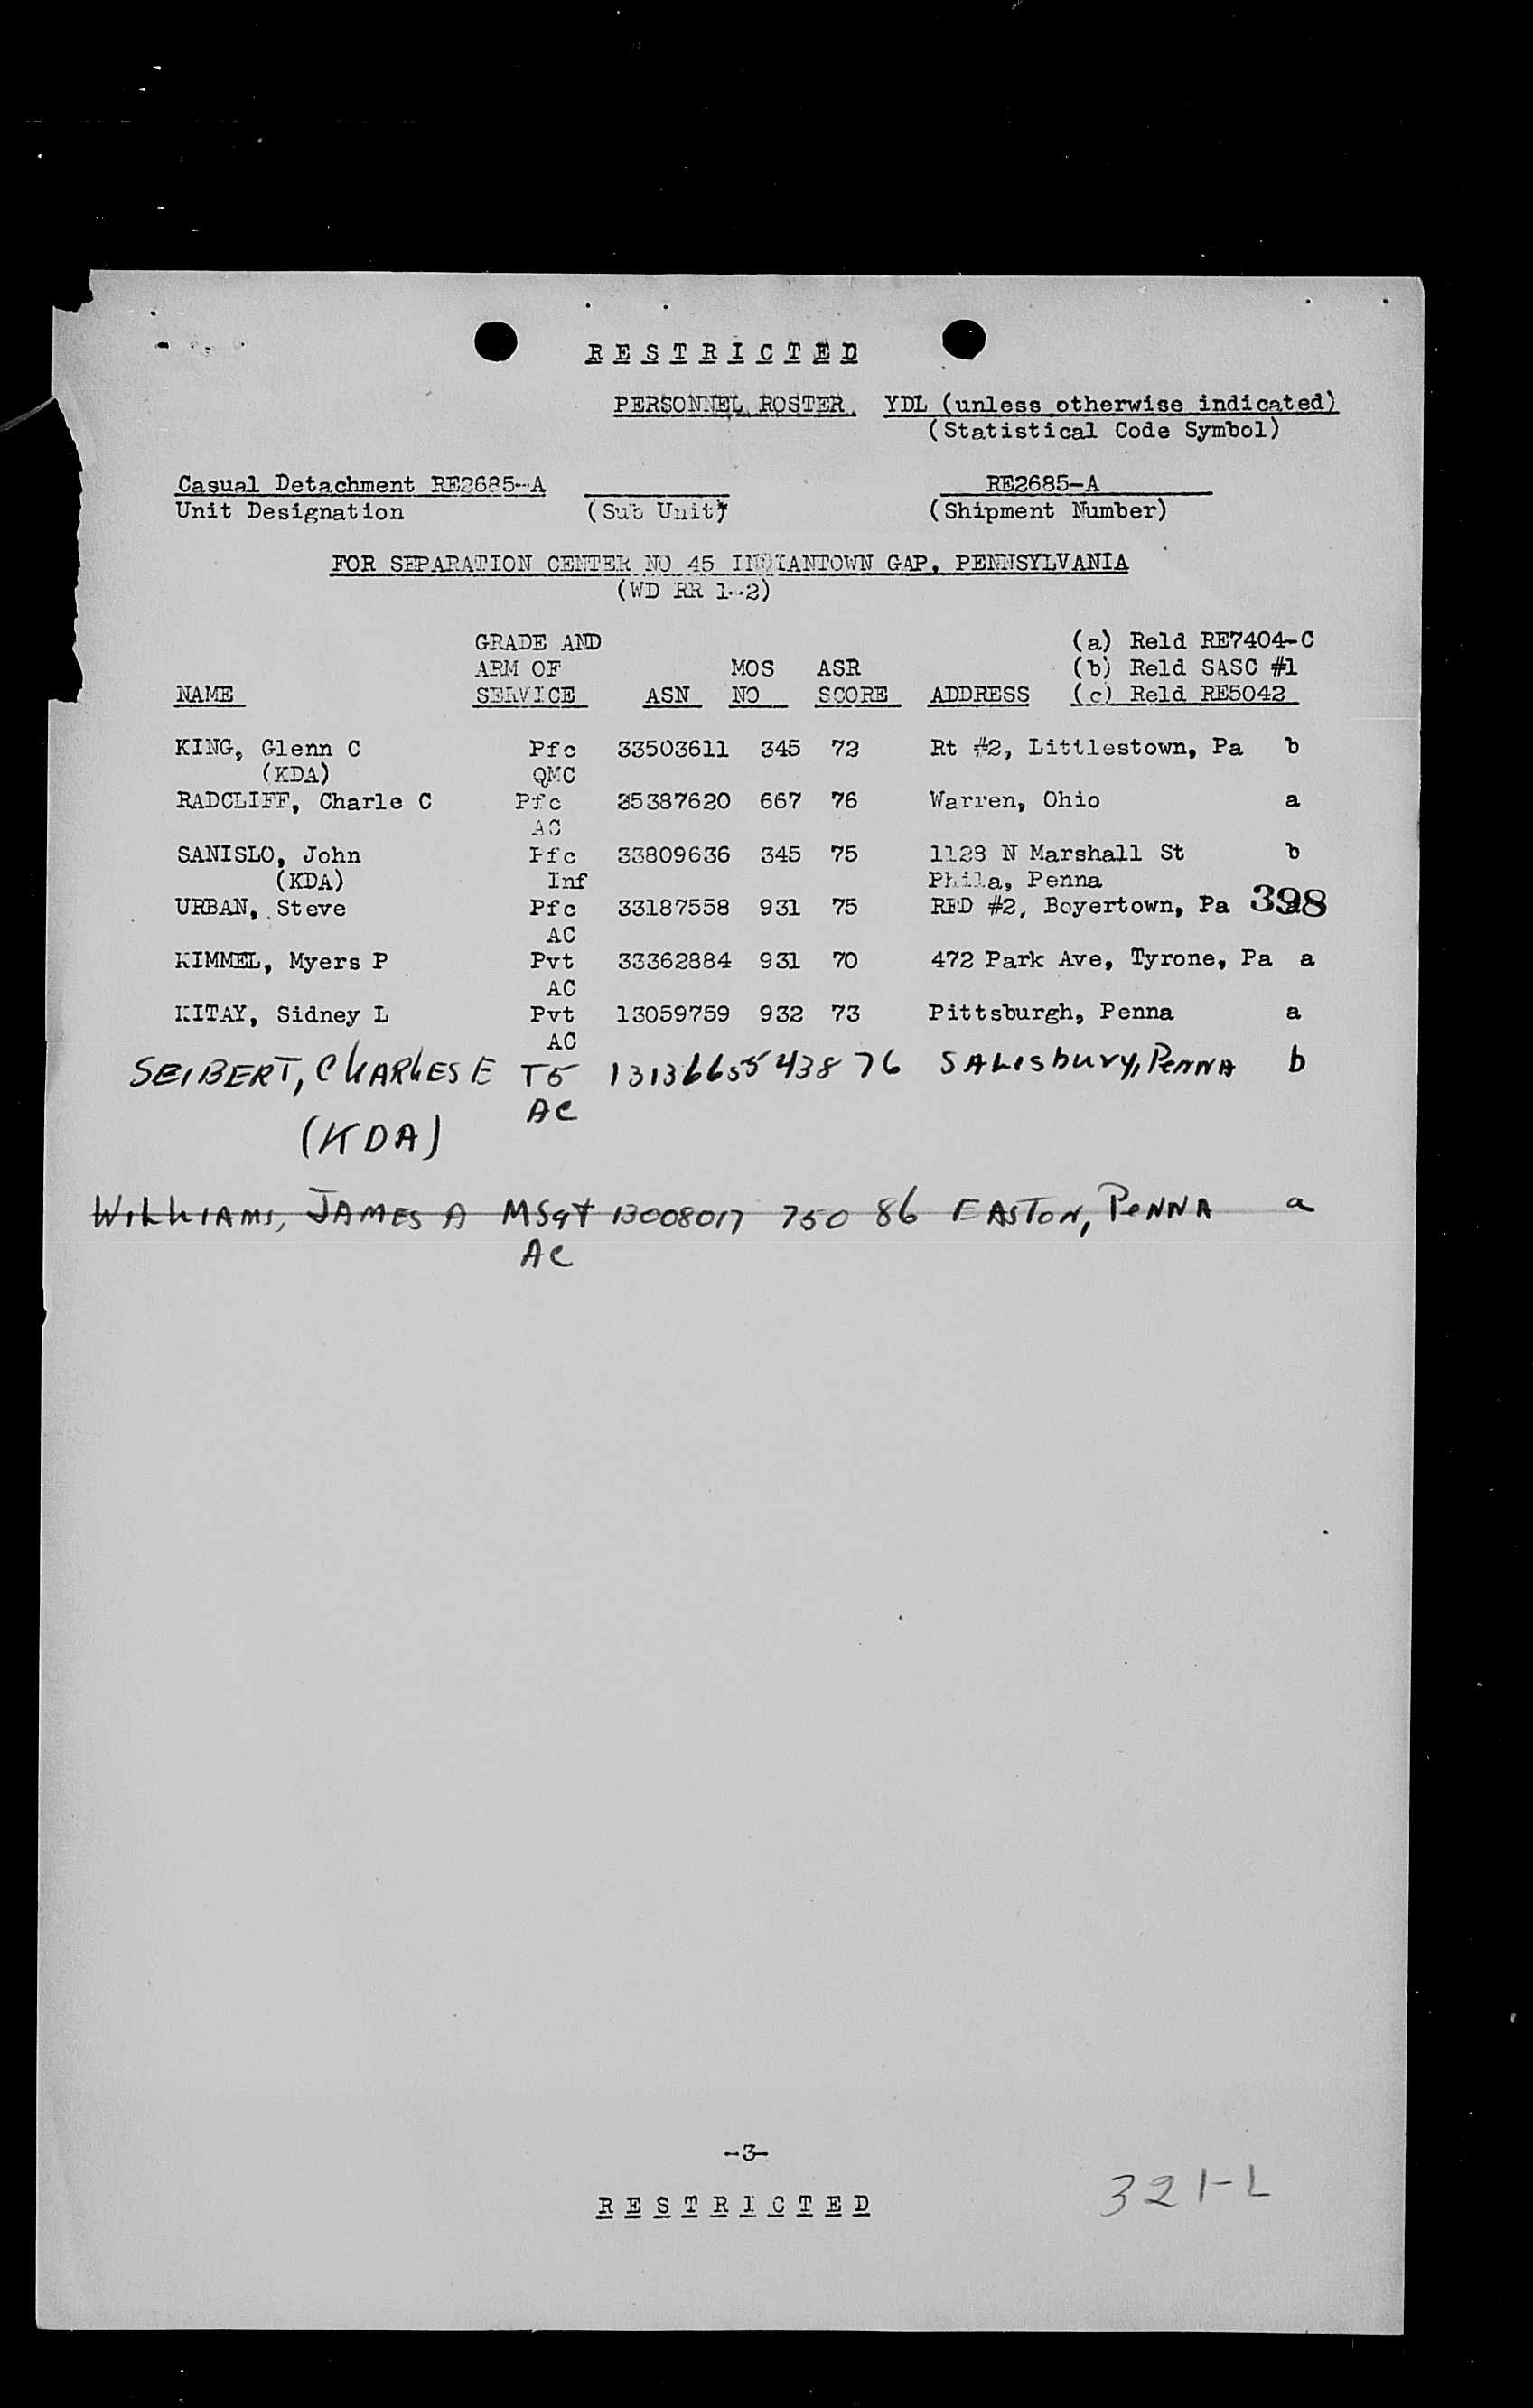 RESTRICTED
PERSONNEL ROSTER YDL (unless otherwise indicated)
(Statistical Code Symbol)
Casual Detachment RE2685-A RE2685-A
Unit Designation (Sub Unit) (Shipment Number)
FOR SEPARATION CENTER NO 45 INDIANTOWN GAP, PENNSYLVANIA
(WD RR 1-2)
GRADE AND (a) Reld RE7404-C
ARM OF MOS ASR (b) Reld SASC #1
NAME SERVICE ASN NO SCORE ADDRESS (c) Reld RE5042
KING, Glenn C Pfc 33503611 345 72 Rt #2, Littlestown, Pa b
(KDA) QMC
RADCLIFF, Charle C Pfc 35387620 667 76 Warren, Ohio a
AC
SANISLO, John Pfc 33809636 345 75 1128 N Marshall St b
(KDA) Inf Phila, Penna
URBAN, Steve Pfc 33187558 931 75 RFD #2, Boyertown, Pa a 398
AC
KIMMEL, Myers P Pvt 33362884 931 70 472 Park Ave, Tyrone, Pa a
AC
KITAY, Sidney L Pvt 13059759 932 73 Pittsburgh, Penna a
AC
SEIBERT, CHARLES E T5 13136655 438 76 SALISbury, PENNA b
AC
(KDA)
WILLIAMS, JAMES A MSgt 13008017 750 86 EASTON, PENNA a
AC
-3-
RESTRICTED
321-L